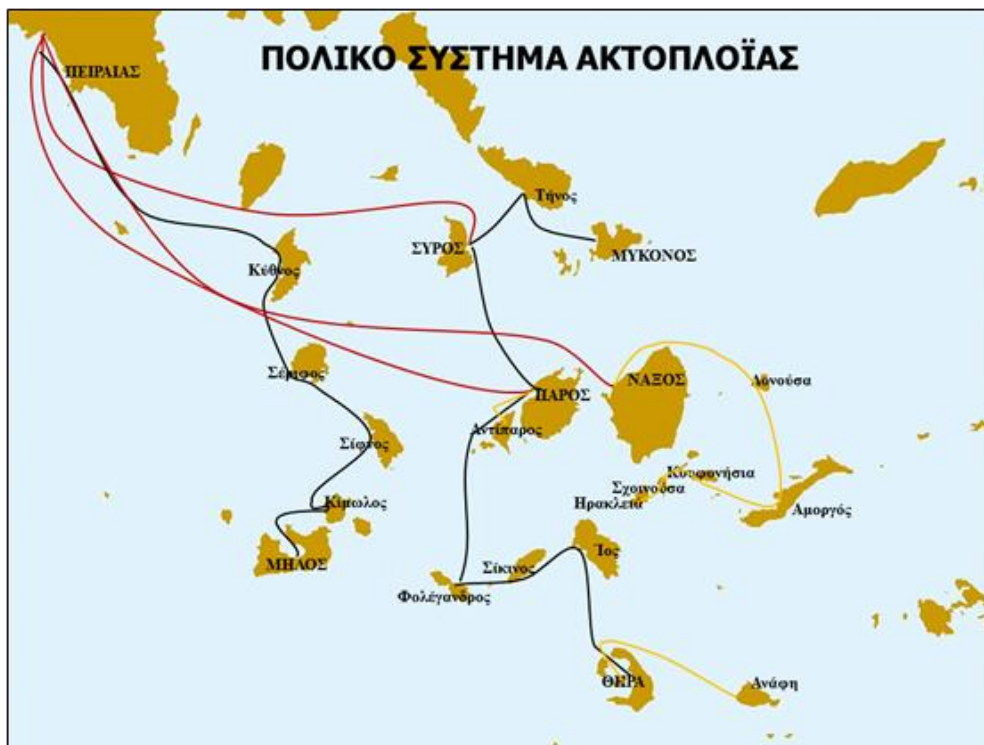 ΠΟΛΙΚΟ ΣΥΣΤΗΜΑ ΑΚΤΟΠΛΟΪΑΣ
ΠΕΙΡΑΙΑΣ
Τήνος
ΣΥΡΟΣ
ΜΥΚΟΝΟΣ
Κύθνος
Σέριφος
ΝΑΞΟΣ
Δονούσα
ΠΑΡΟΣ
Αντίπαρος
Σίφνος
Κουφονήσια
Σχοινούσα
Ηρακλειά
Κίμωλος
Αμοργός
Ίος
ΜΗΛΟΣ
Σίκινος
Φολέγανδρος
ΘΗΡΑ
Ανάφη